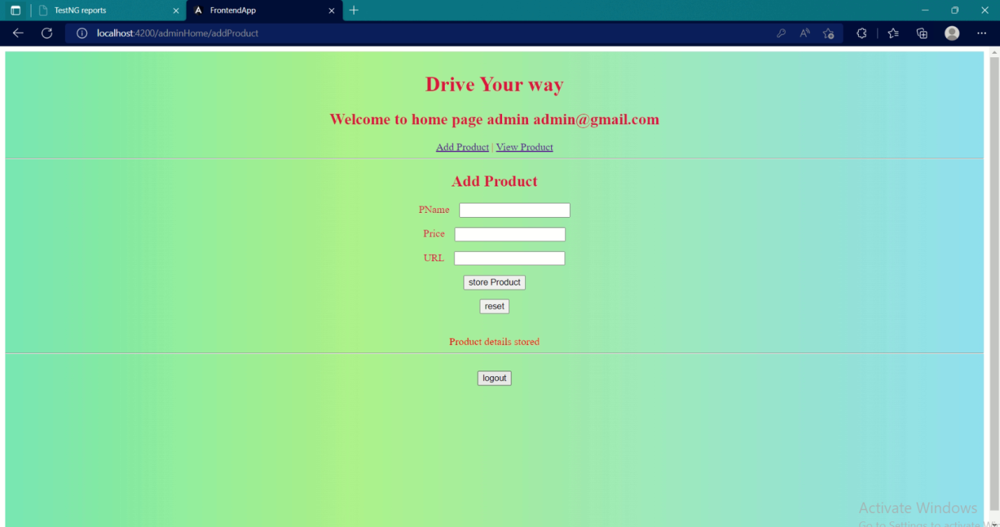 TestNG reports
FrontendApp
localhost:4200/adminHome/addProduct
Drive Your way
Welcome to home page admin admin@gmail.com
Add Product | View Product
Add Product
PName
Price
URL
store Product
reset
Product details stored
logout
Activate Windows
Go to Settings to activate